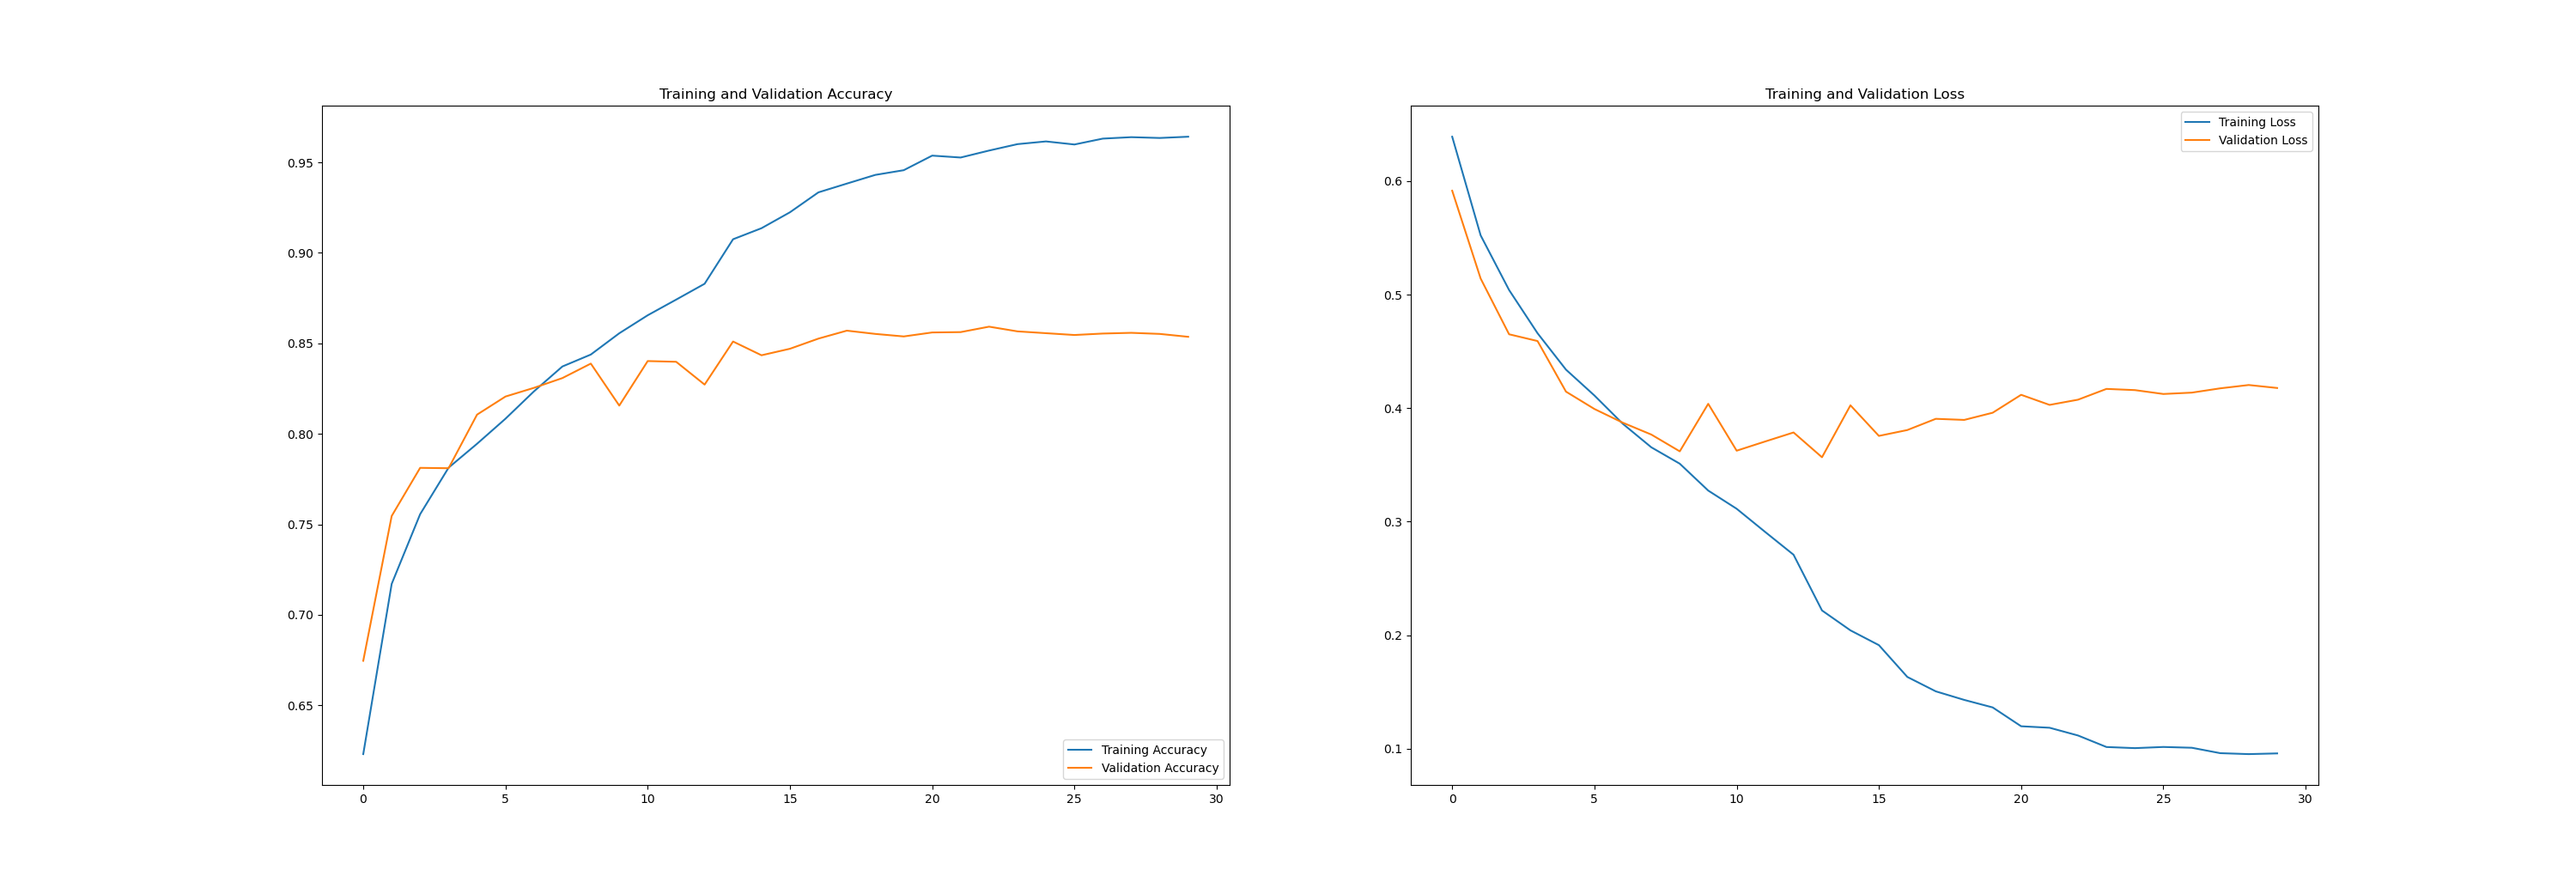 Training and Validation Accuracy
0.95
0.90
0.85
0.80
0.75
0.70
0.65
Training Accuracy
Validation Accuracy
0 5 10 15 20 25 30
Training and Validation Loss
Training Loss
Validation Loss
0.6
0.5
0.4
0.3
0.2
0.1
0 5 10 15 20 25 30